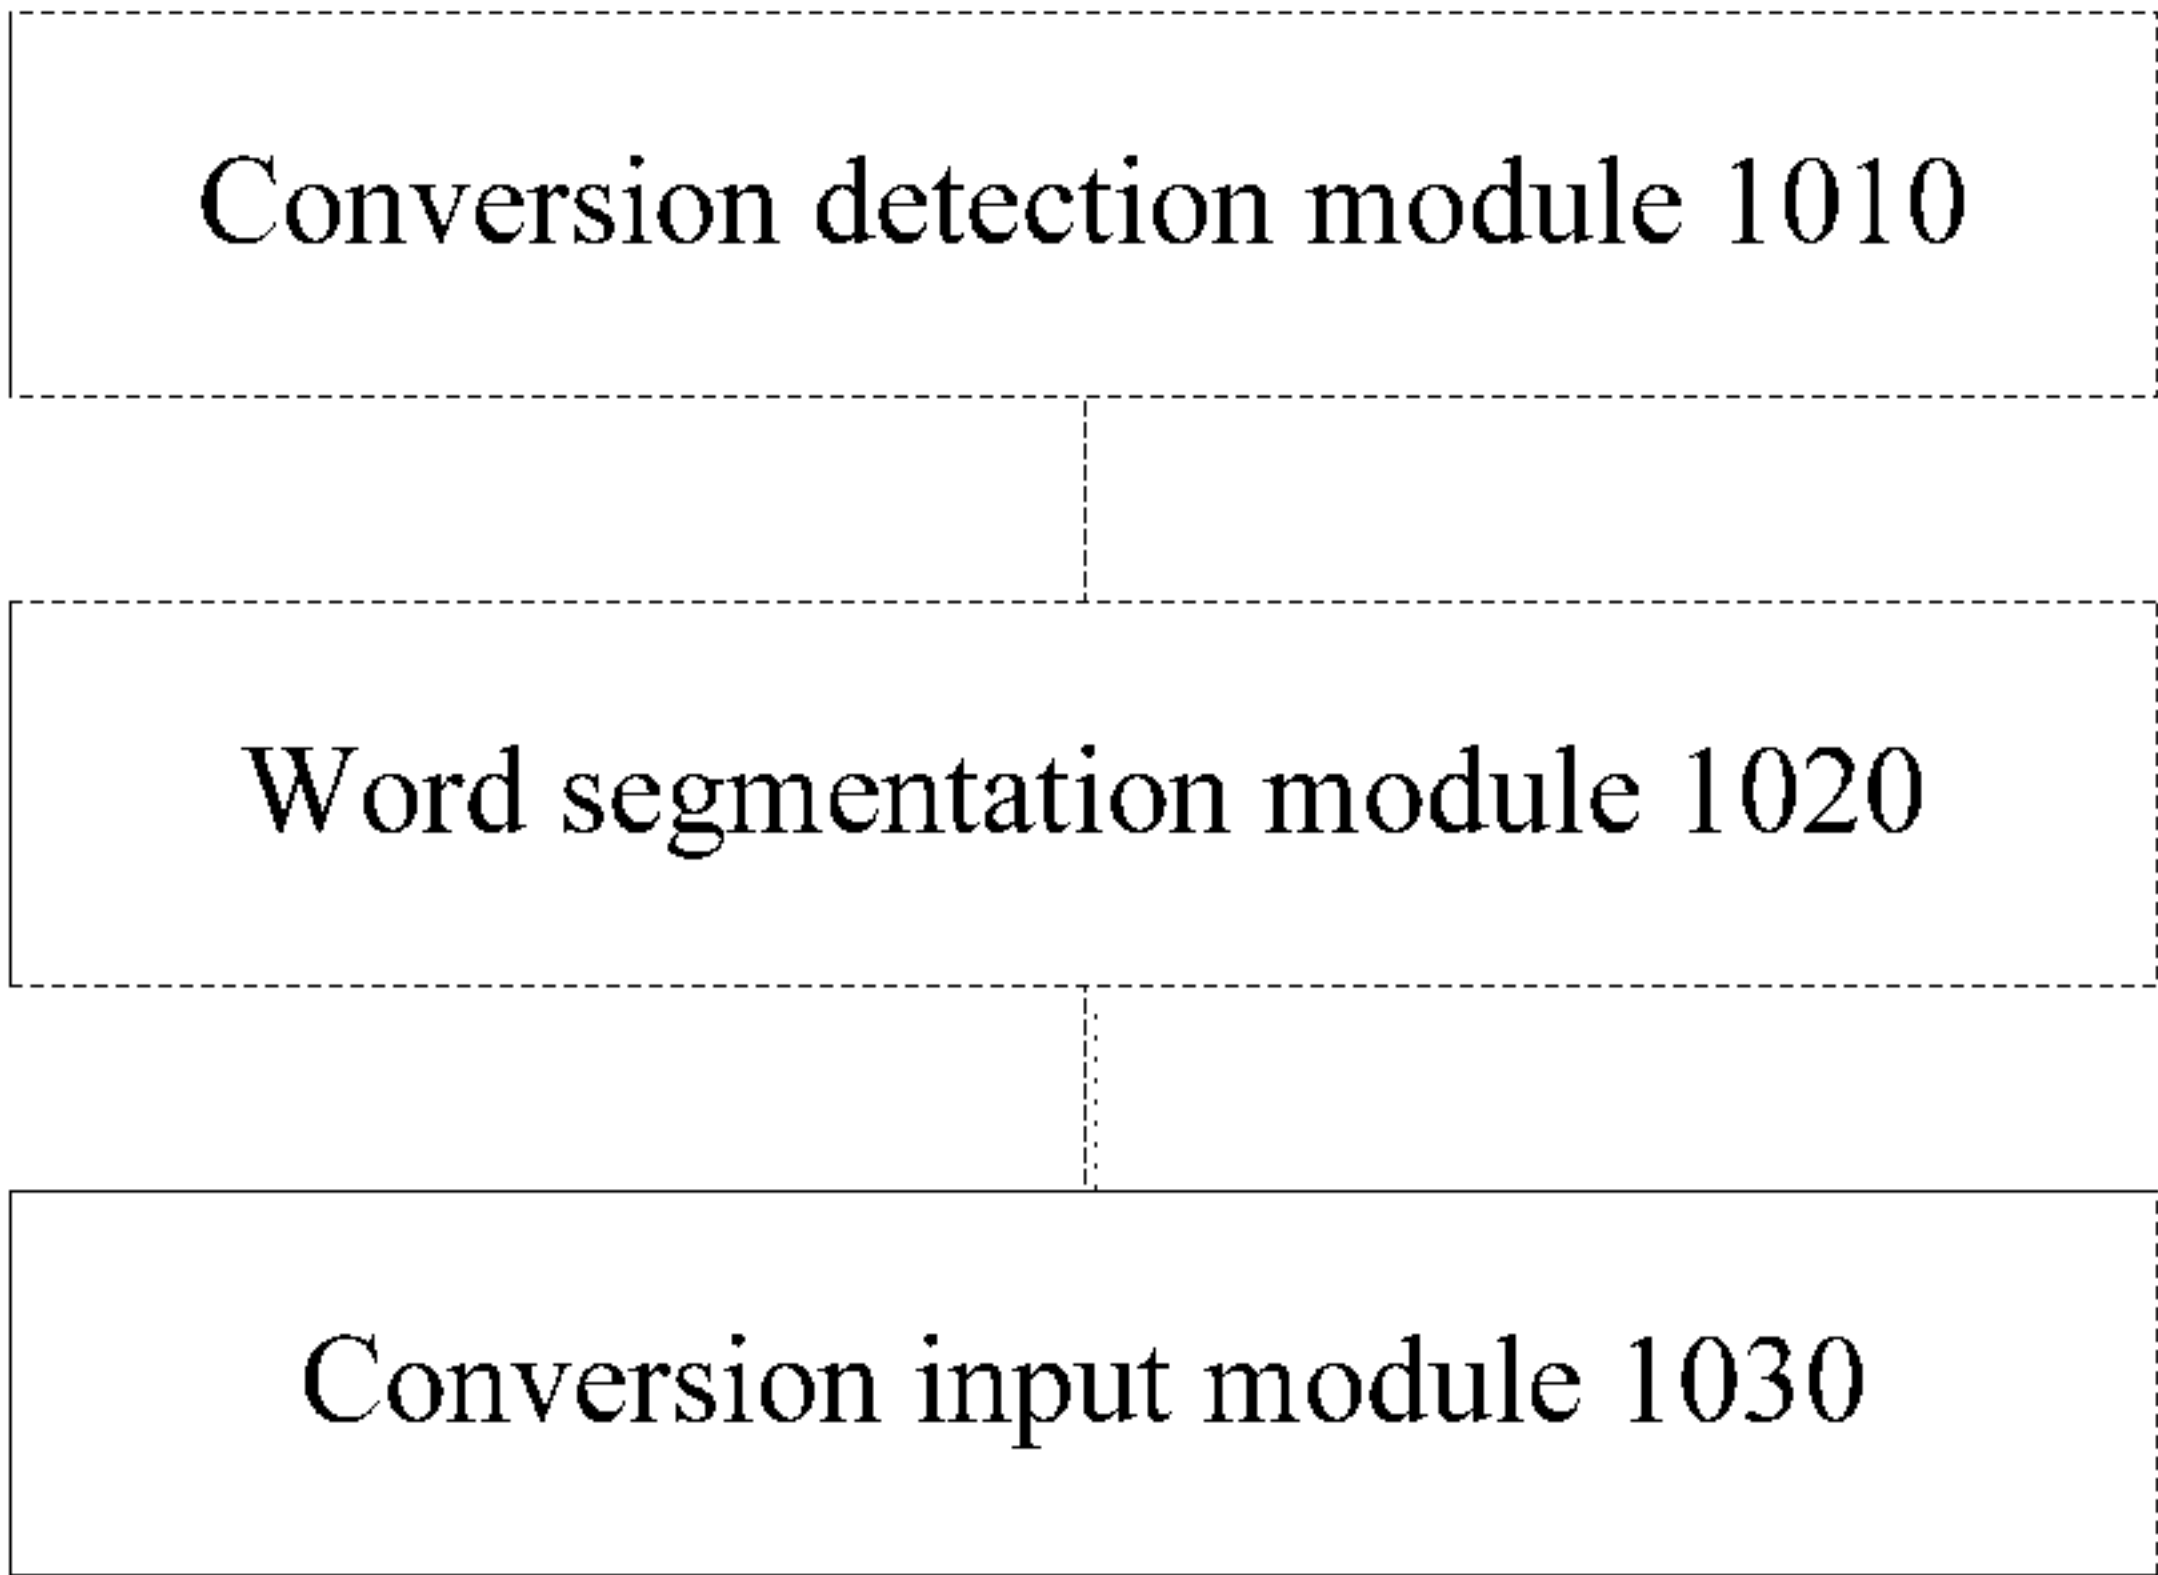 Conversion detection module 1010
Word segmentation module 1020
Conversion input module 1030